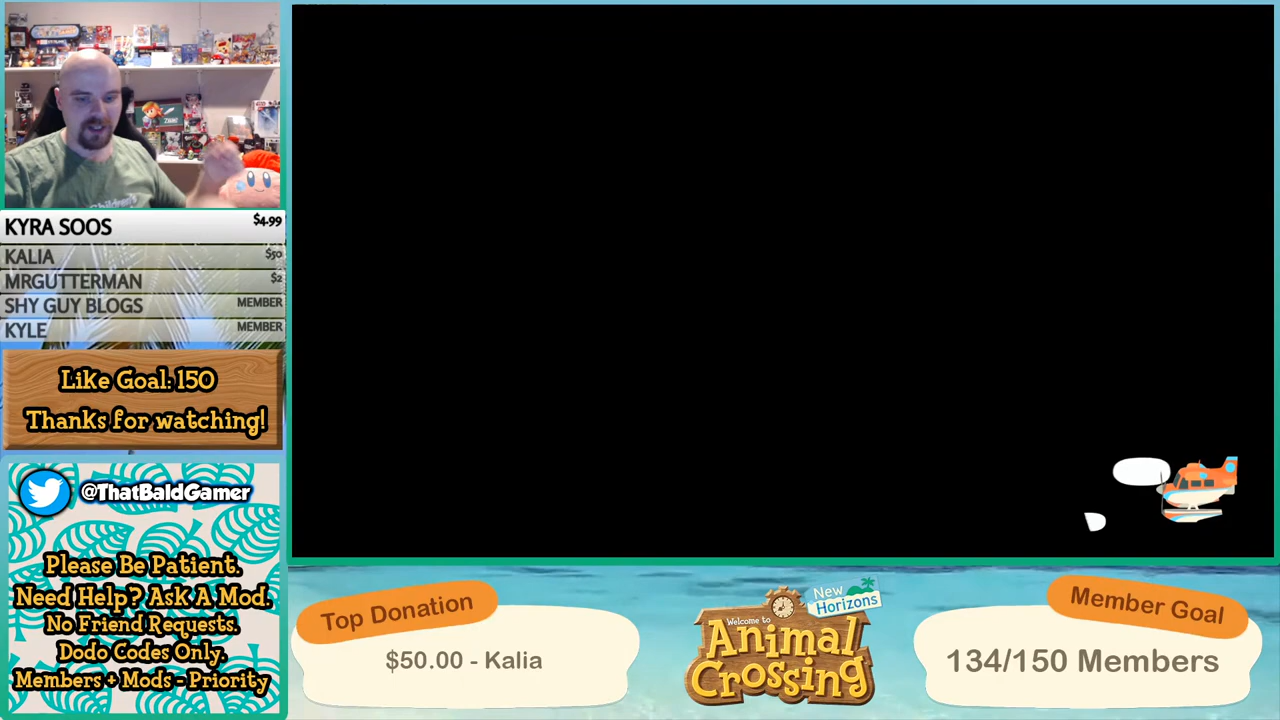 KYRA SOOS $4.99
KALIA $50
MRGUTTERMAN $2
SHY GUY BLOGS MEMBER
KYLE MEMBER
Like Goal: 150
Thanks for watching!
@ThatBaldGamer
Please Be Patient.
Need Help? Ask A Mod.
No Friend Requests.
Dodo Codes Only.
Members + Mods - Priority
Top Donation
$50.00 - Kalia
Welcome to
Animal
Crossing
New
Horizons
Member Goal
134/150 Members